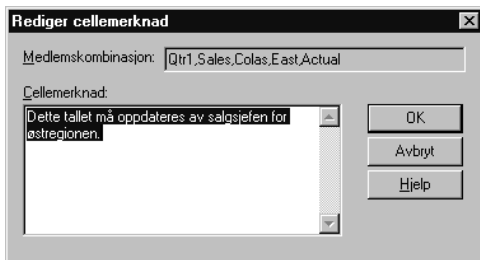 Rediger cellemerknad
Medlemskombinasjon: Qtr1,Sales,Colas,East,Actual
Cellemerknad:
Dette tallet må oppdateres av salgsjefen for
østregionen.
OK
Avbryt
Hjelp